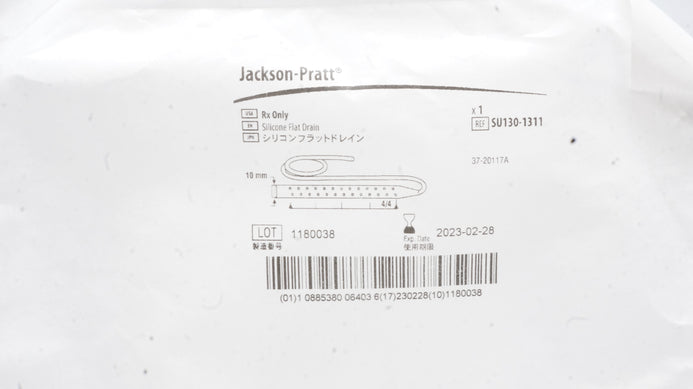 Jackson-Pratt®
USA Rx Only
EN Silicone Flat Drain
JPN シリコンフラットドレイン
x 1
REF SU130-1311
37-20117A
10 mm
4/4
LOT 1180038
製造番号
Exp. Date 2023-02-28
使用期限
(01)1 0885380 06403 6(17)230228(10)1180038